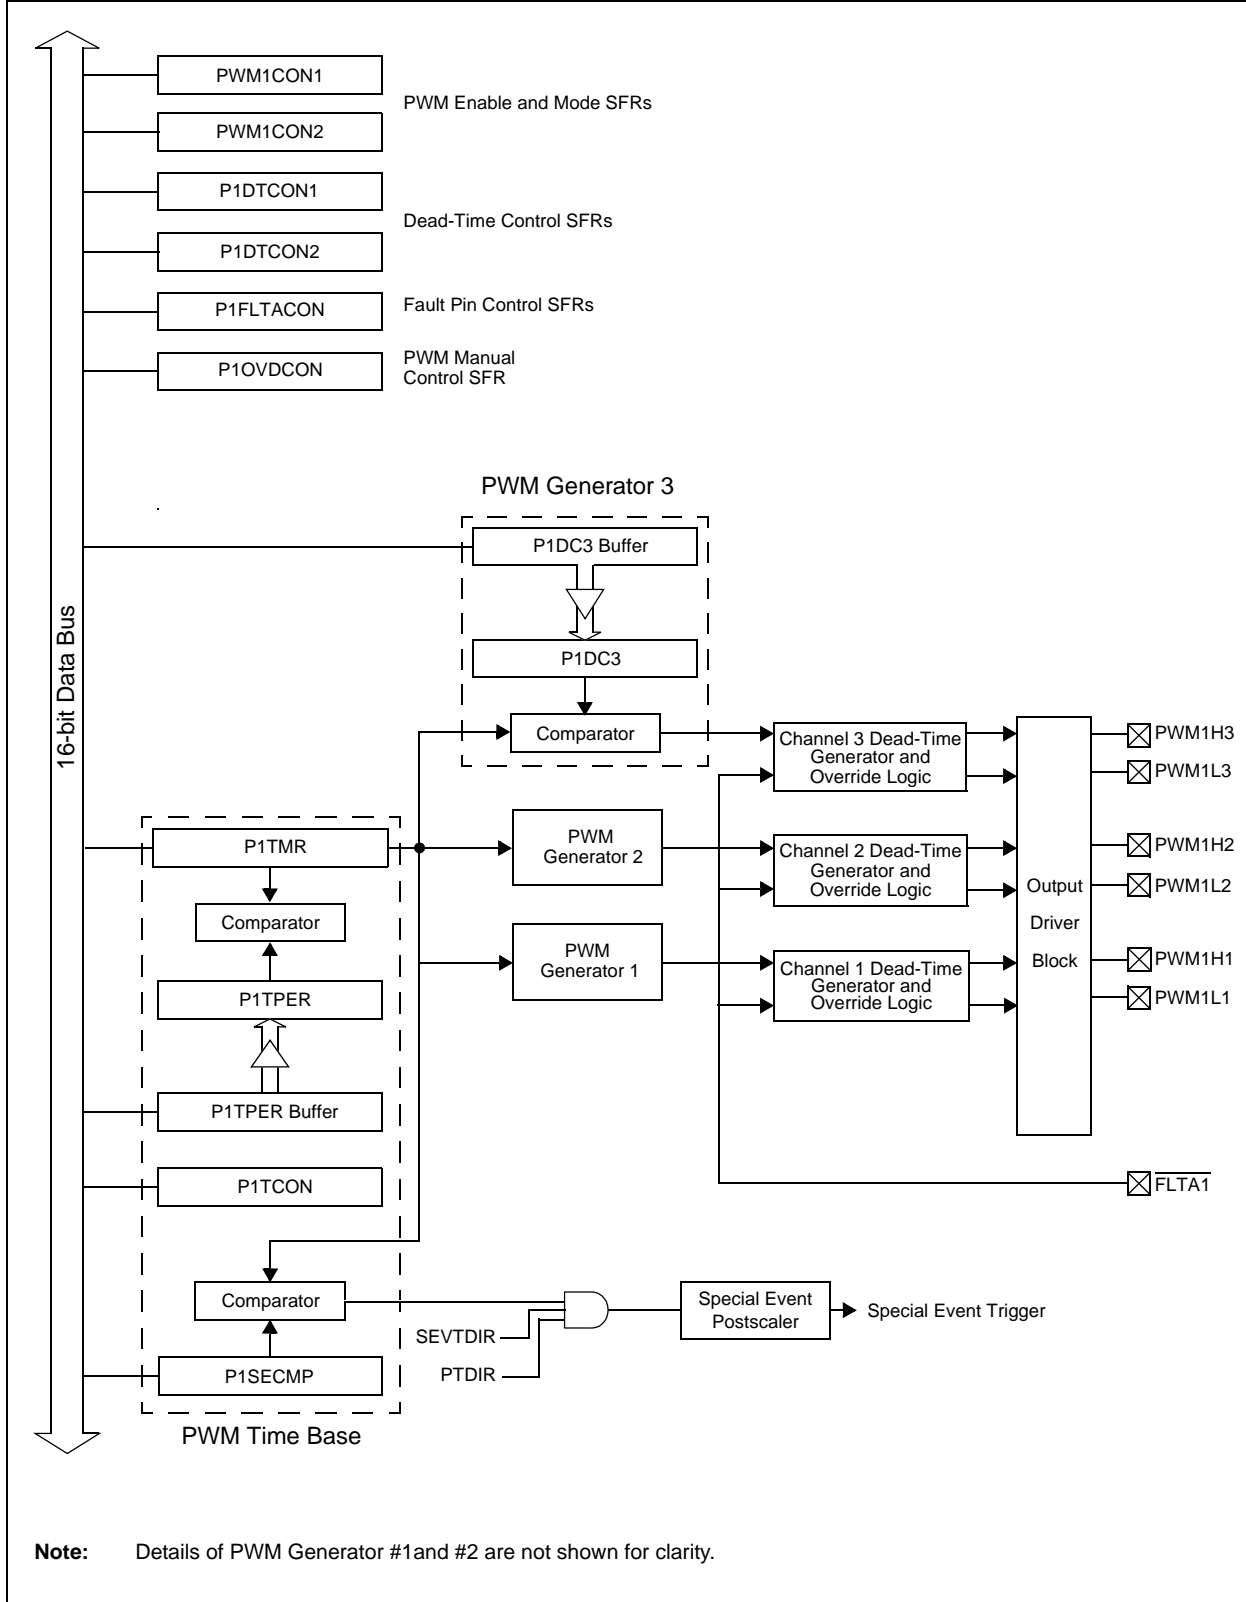 PWM1CON1
PWM Enable and Mode SFRs
PWM1CON2
P1DTCON1
Dead-Time Control SFRs
P1DTCON2
P1FLTACON
Fault Pin Control SFRs
P1OVDCON
PWM Manual
Control SFR
16-bit Data Bus
PWM Generator 3
P1DC3 Buffer
P1DC3
Comparator
Channel 3 Dead-Time
Generator and
Override Logic
PWM1H3
PWM1L3
P1TMR
PWM
Generator 2
Channel 2 Dead-Time
Generator and
Override Logic
PWM1H2
PWM1L2
Output
Driver
Block
Comparator
PWM
Generator 1
Channel 1 Dead-Time
Generator and
Override Logic
PWM1H1
PWM1L1
P1TPER
P1TPER Buffer
P1TCON
FLTA1
Comparator
SEVTDIR
PTDIR
Special Event
Postscaler
Special Event Trigger
P1SECMP
PWM Time Base
Note: Details of PWM Generator #1and #2 are not shown for clarity.